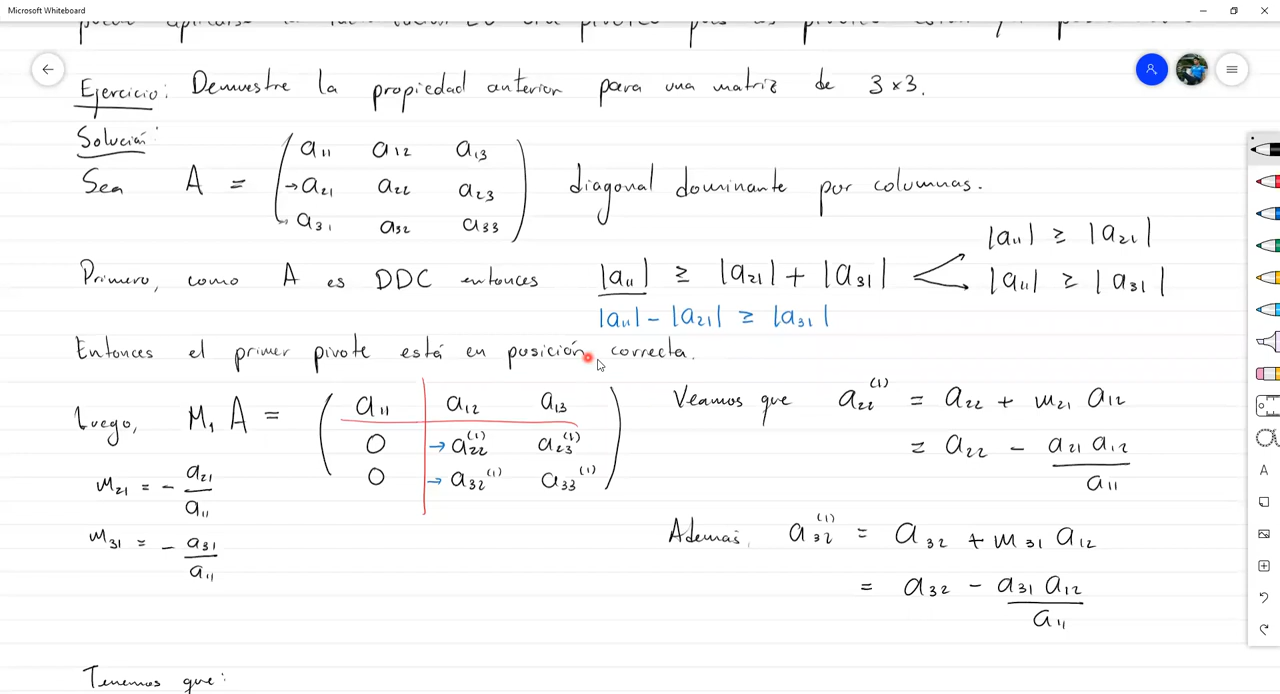 Microsoft Whiteboard
Ejercicio: Demuestre la propiedad anterior para una matriz de 3×3.
Solución:
Sea A = ( a₁₁ a₁₂ a₁₃
→ a₂₁ a₂₂ a₂₃
→ a₃₁ a₃₂ a₃₃ ) diagonal dominante por columnas.
Primero, como A es DDC entonces |a₁₁| ≥ |a₂₁| + |a₃₁|
|a₁₁| ≥ |a₂₁|
|a₁₁| ≥ |a₃₁|
|a₁₁| - |a₂₁| ≥ |a₃₁|
Entonces el primer pivote está en posición correcta.
Luego, M₁ A = ( a₁₁ a₁₂ a₁₃
0 → a₂₂⁽¹⁾ a₂₃⁽¹⁾
0 → a₃₂⁽¹⁾ a₃₃⁽¹⁾ )
m₂₁ = - a₂₁/a₁₁
m₃₁ = - a₃₁/a₁₁
Veamos que a₂₂⁽¹⁾ = a₂₂ + m₂₁ a₁₂
= a₂₂ - a₂₁ a₁₂/a₁₁
Además, a₃₂⁽¹⁾ = a₃₂ + m₃₁ a₁₂
= a₃₂ - a₃₁ a₁₂/a₁₁
Tenemos que:
A